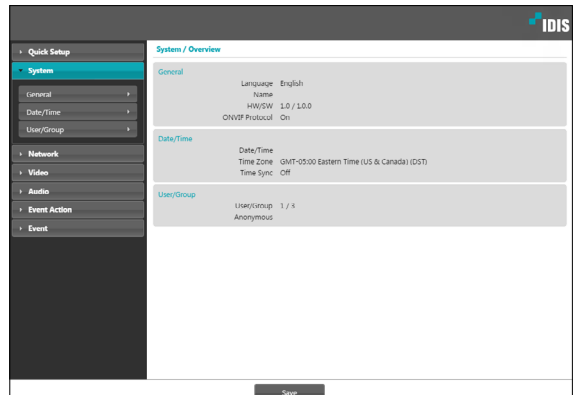 IDIS
Quick Setup
System
General
Date/Time
User/Group
Network
Video
Audio
Event Action
Event
System / Overview
General
Language English
Name
HW/SW 1.0 / 1.0.0
ONVIF Protocol On
Date/Time
Date/Time
Time Zone GMT-05:00 Eastern Time (US & Canada) (DST)
Time Sync Off
User/Group
User/Group 1 / 3
Anonymous
Save